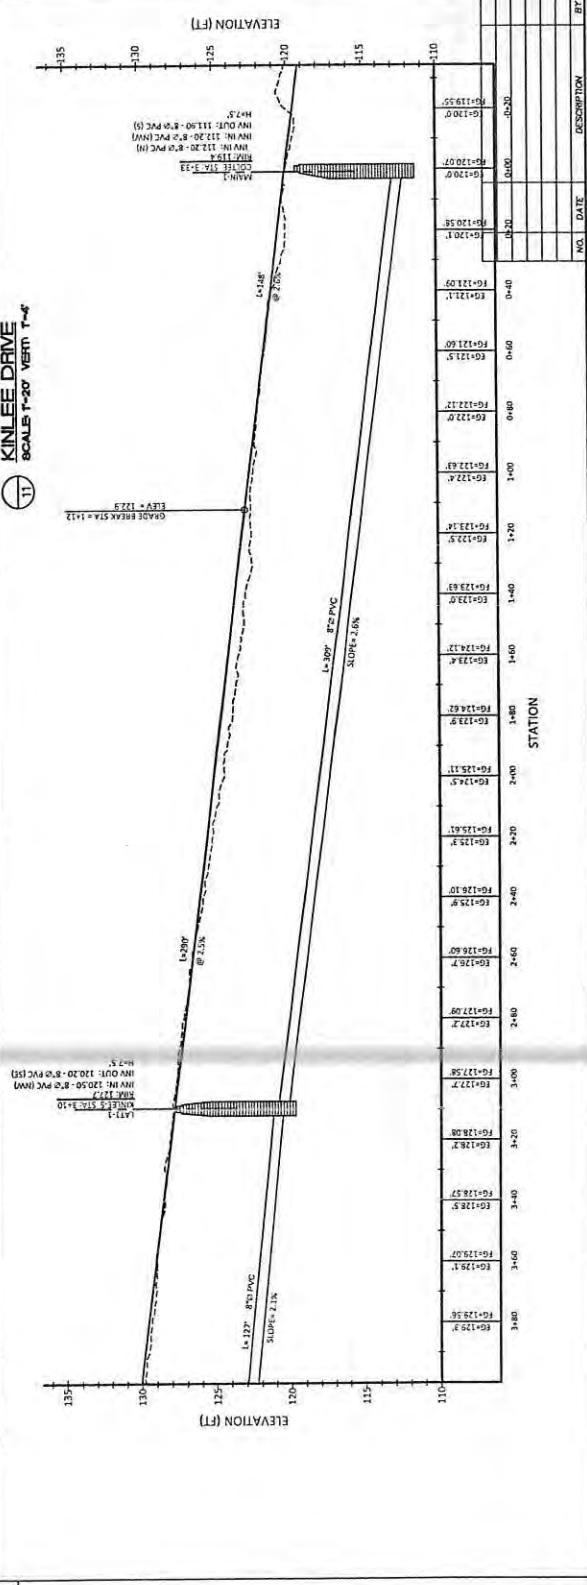 KINLEE DRIVE
11
SCALE: 1"=20' VERT: 1"=4'
ELEVATION (FT)
-135
-130
-125
-120
-115
-110
MAIN-1
COLTEE STA: 3+33
RIM: 119.4
INV IN: 112.20 - 8"Ø PVC (N)
INV IN: 112.20 - 8"Ø PVC (NW)
INV OUT: 111.90 - 8"Ø PVC (S)
H=7.5'
L=148'
@ 2.6%
GRADE BREAK STA = 1+12
ELEV = 122.9
L=309' 8"Ø PVC
SLOPE= 2.6%
L=290'
@ 2.5%
LAT1-1
KINLEE-S STA: 3+10
RIM: 127.7
INV IN: 120.50 - 8"Ø PVC (NW)
INV OUT: 120.20 - 8"Ø PVC (SE)
H=7.5'
L=127' 8"Ø PVC
SLOPE= 2.1%
135-
130-
125-
120-
115-
110-
ELEVATION (FT)
EG=129.3' FG=129.56'
EG=129.1' FG=129.07'
EG=128.5' FG=128.57'
EG=128.2' FG=128.08'
EG=127.7' FG=127.58'
EG=127.2' FG=127.09'
EG=126.7' FG=126.60'
EG=125.9' FG=126.10'
EG=125.3' FG=125.61'
EG=124.5' FG=125.11'
EG=123.9' FG=124.62'
EG=123.4' FG=124.12'
EG=123.0' FG=123.63'
EG=122.5' FG=123.14'
EG=122.4' FG=122.63'
EG=122.0' FG=122.12'
EG=121.5' FG=121.60'
EG=121.1' FG=121.09'
EG=120.1' FG=120.58'
EG=120.0' FG=120.07'
EG=120.0' FG=119.55'
3+80 3+60 3+40 3+20 3+00 2+80 2+60 2+40 2+20 2+00 1+80 1+60 1+40 1+20 1+00 0+80 0+60 0+40 0+20 0+00 -0+20
STATION
NO. DATE DESCRIPTION BY